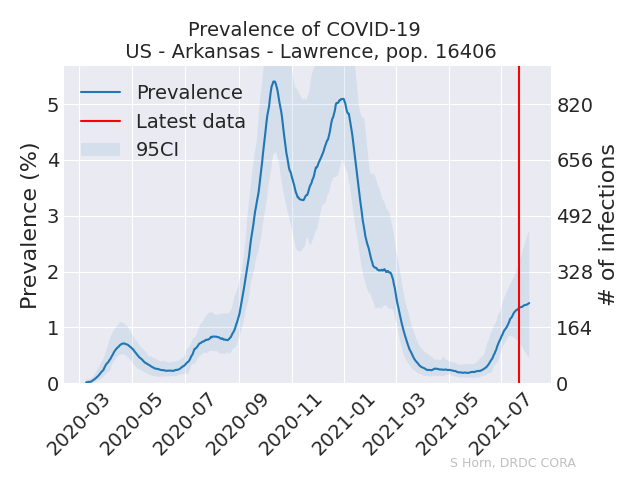 Prevalence of COVID-19
US - Arkansas - Lawrence, pop. 16406
Prevalence
Latest data
95CI
Prevalence (%)
5
4
3
2
1
0
# of infections
820
656
492
328
164
0
2020-03
2020-05
2020-07
2020-09
2020-11
2021-01
2021-03
2021-05
2021-07
S Horn, DRDC CORA